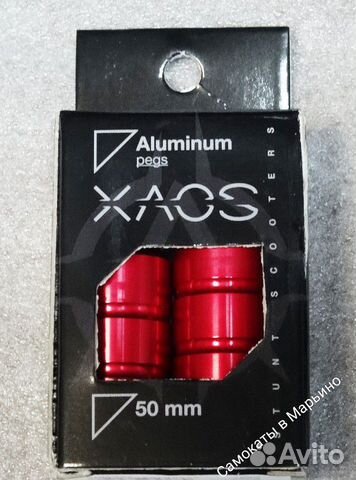 Aluminum
pegs
XAOS
50 mm
STUNT SCOOTERS
Самокаты в Марьино
Avito